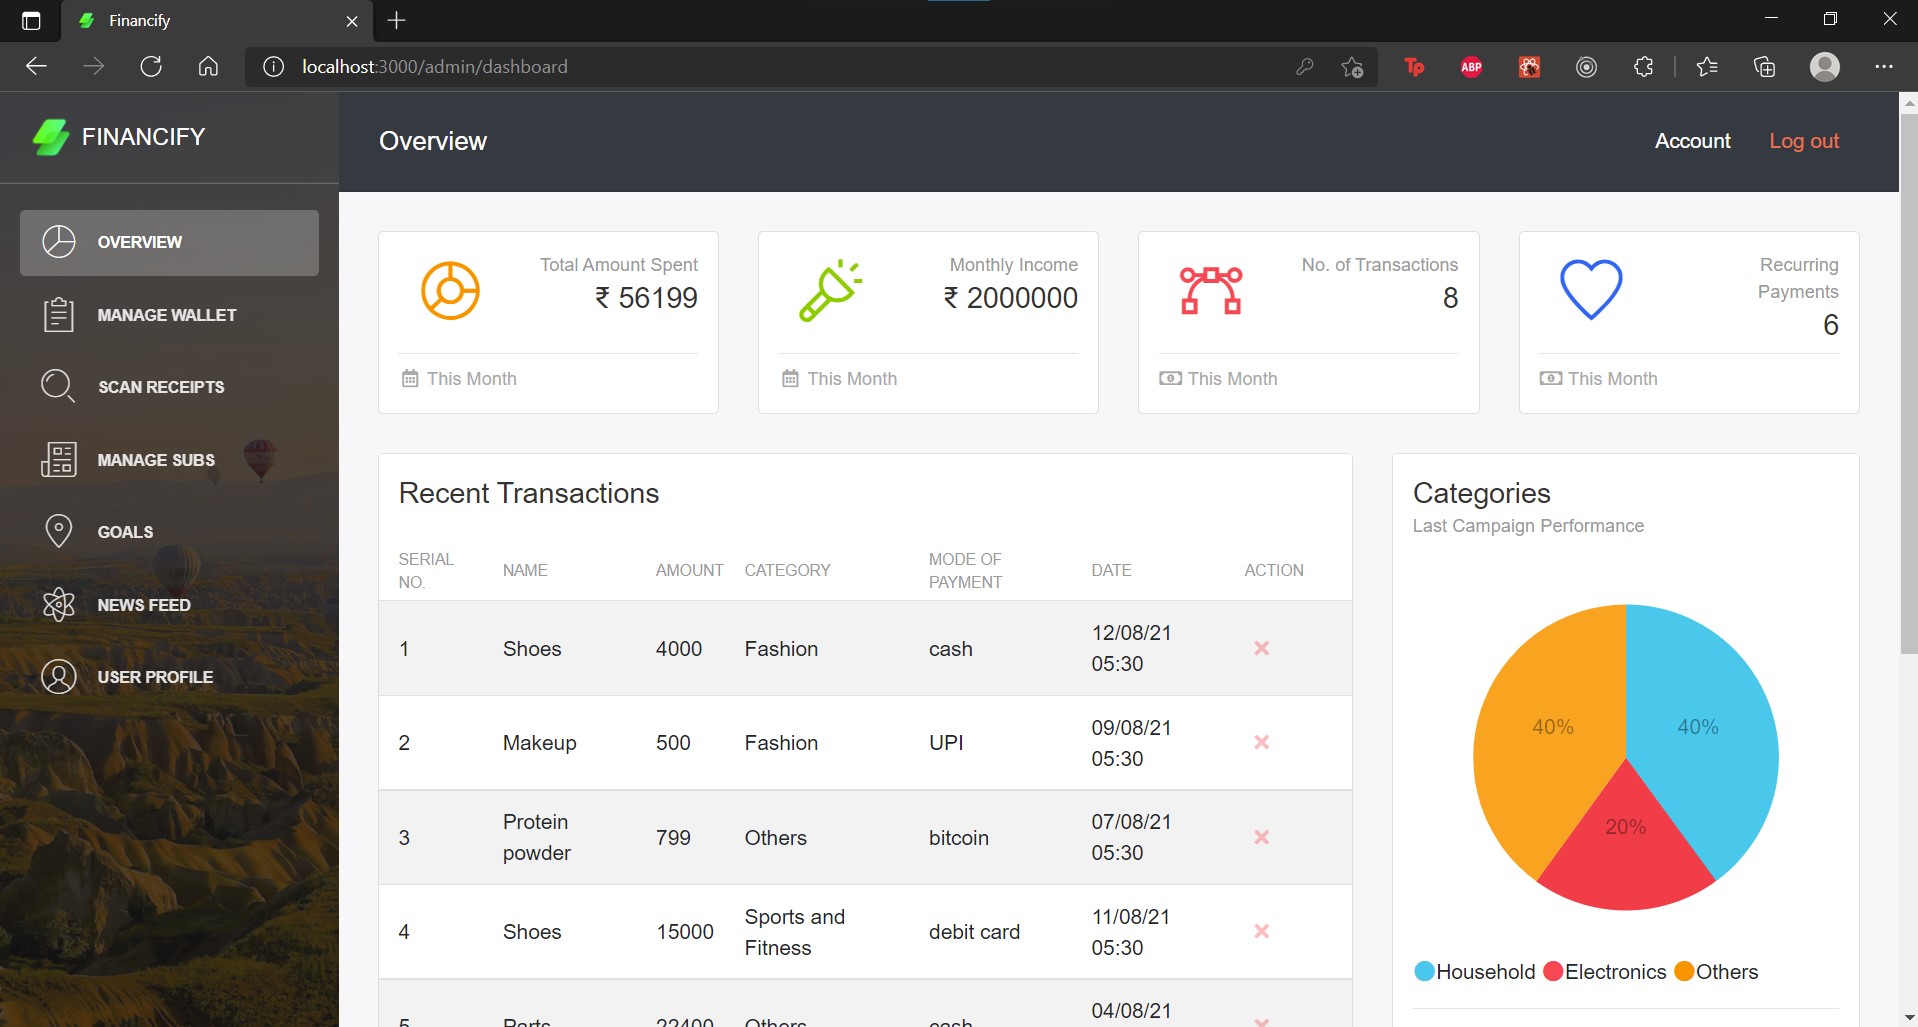 Financify
localhost:3000/admin/dashboard
Tp
ABP
FINANCIFY
Overview
Account
Log out
OVERVIEW
MANAGE WALLET
SCAN RECEIPTS
MANAGE SUBS
GOALS
NEWS FEED
USER PROFILE
Total Amount Spent
₹ 56199
This Month
Monthly Income
₹ 2000000
This Month
No. of Transactions
8
This Month
Recurring
Payments
6
This Month
Recent Transactions
SERIAL NO. NAME AMOUNT CATEGORY MODE OF PAYMENT DATE ACTION
1 Shoes 4000 Fashion cash 12/08/21 05:30
2 Makeup 500 Fashion UPI 09/08/21 05:30
3 Protein powder 799 Others bitcoin 07/08/21 05:30
4 Shoes 15000 Sports and Fitness debit card 11/08/21 05:30
5 Parts 22400 Others cash 04/08/21
Categories
Last Campaign Performance
40%
40%
20%
Household Electronics Others